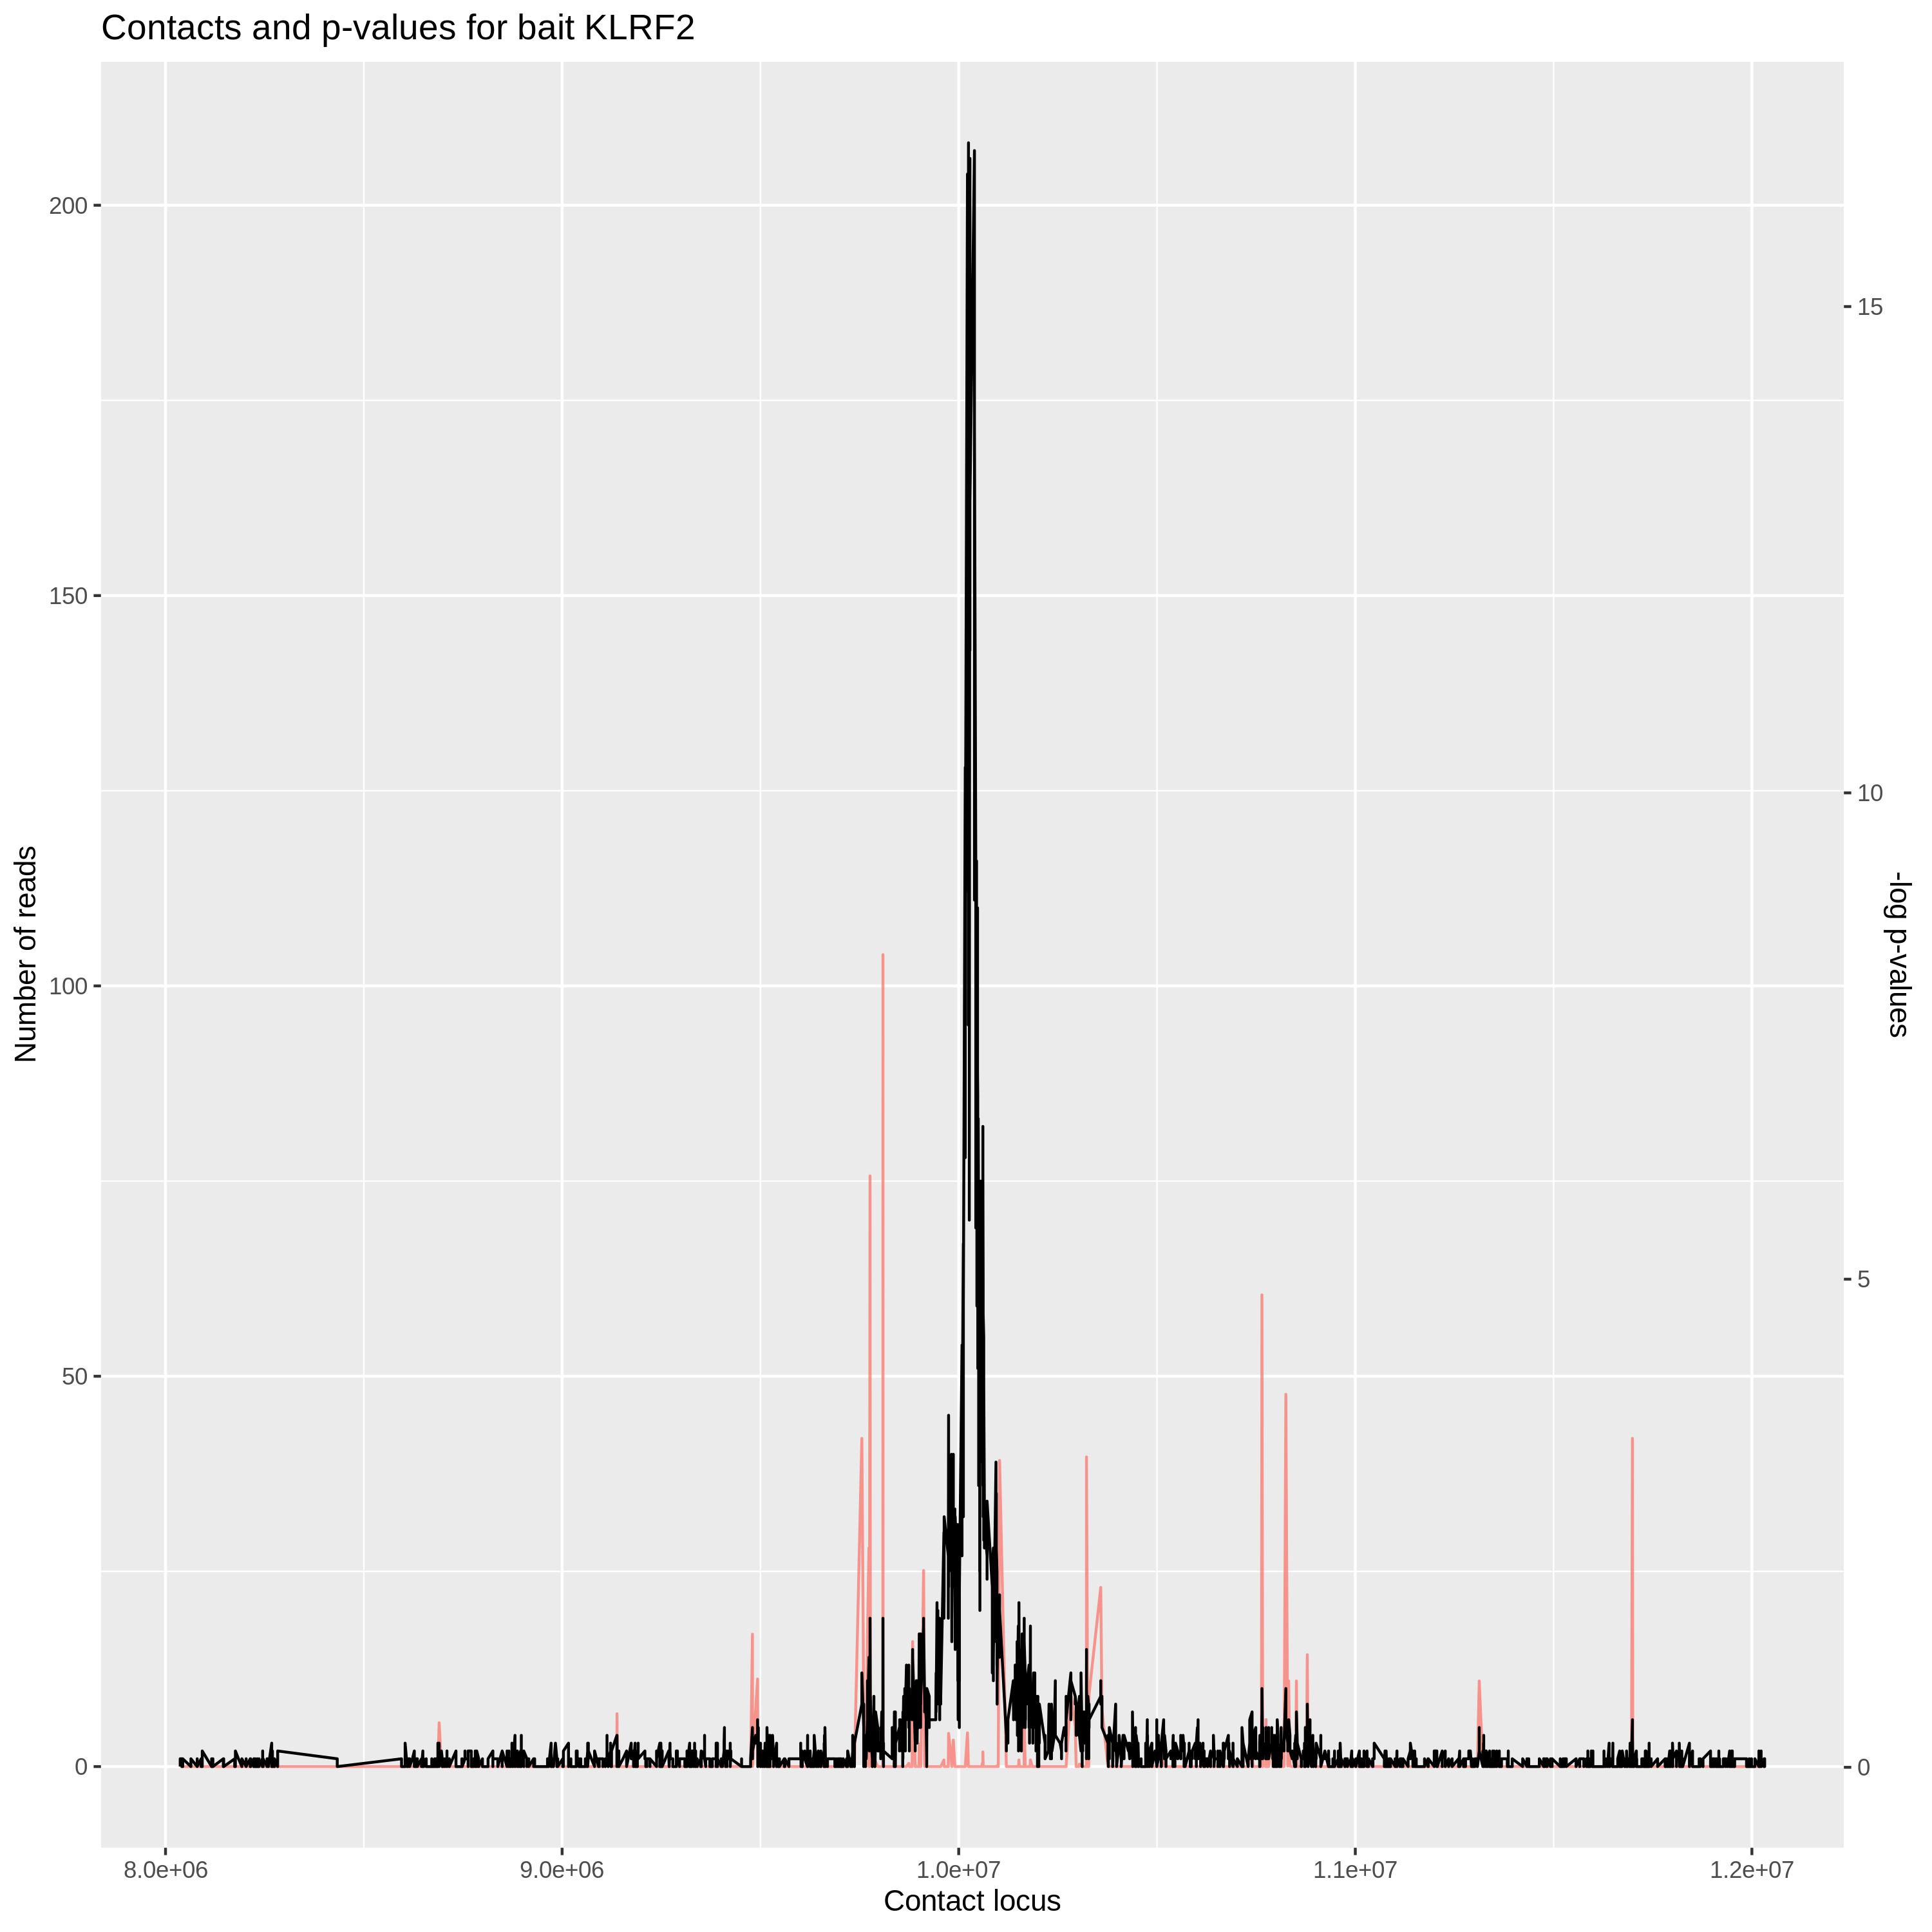 Contacts and p-values for bait KLRF2
200
150
100
50
0
Number of reads
15
10
5
0
-log p-values
8.0e+06
9.0e+06
1.0e+07
1.1e+07
1.2e+07
Contact locus